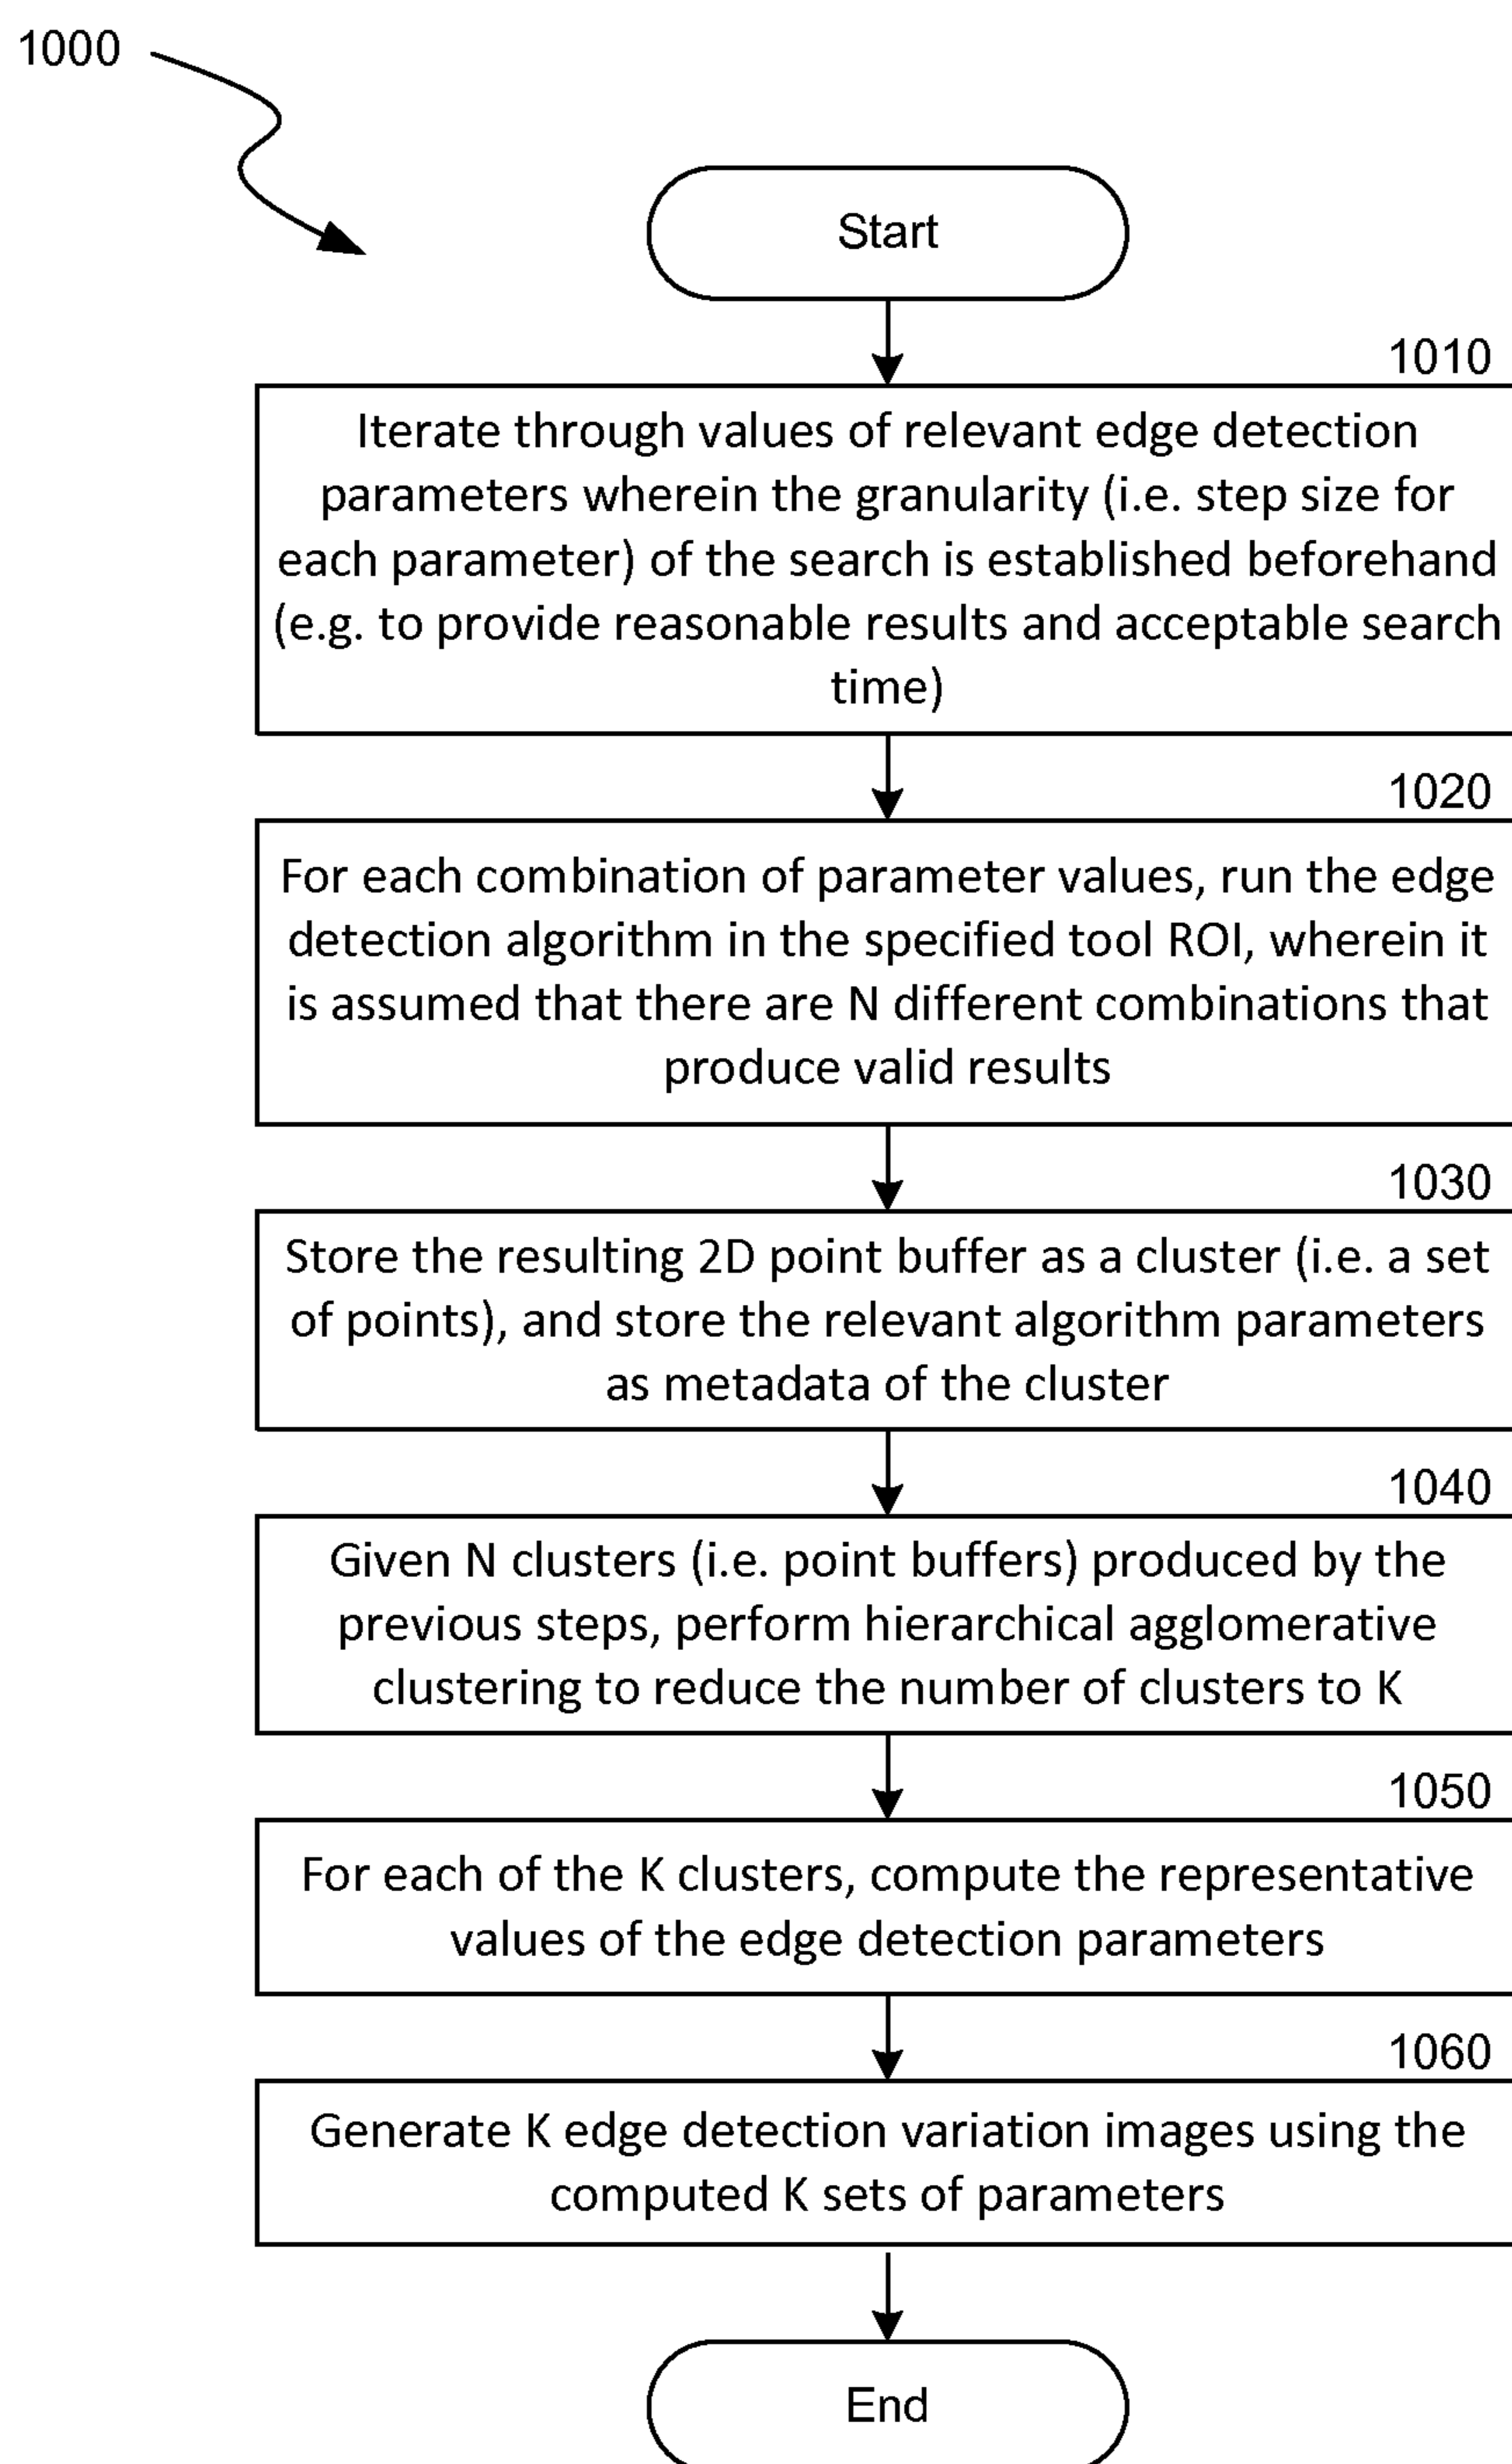 1000
Start
1010
Iterate through values of relevant edge detection
parameters wherein the granularity (i.e. step size for
each parameter) of the search is established beforehand
(e.g. to provide reasonable results and acceptable search
time)
1020
For each combination of parameter values, run the edge
detection algorithm in the specified tool ROI, wherein it
is assumed that there are N different combinations that
produce valid results
1030
Store the resulting 2D point buffer as a cluster (i.e. a set
of points), and store the relevant algorithm parameters
as metadata of the cluster
1040
Given N clusters (i.e. point buffers) produced by the
previous steps, perform hierarchical agglomerative
clustering to reduce the number of clusters to K
1050
For each of the K clusters, compute the representative
values of the edge detection parameters
1060
Generate K edge detection variation images using the
computed K sets of parameters
End